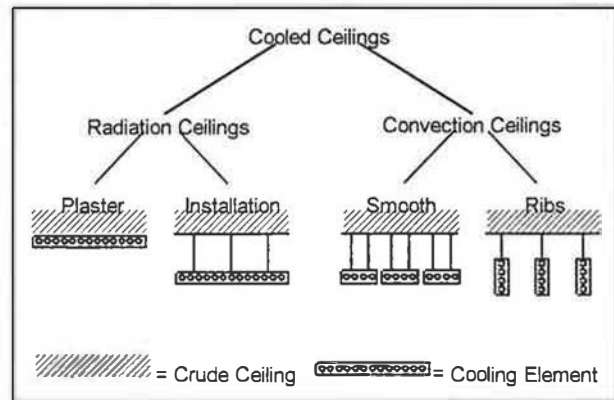 Cooled Ceilings
Radiation Ceilings Convection Ceilings
Plaster Installation Smooth Ribs
= Crude Ceiling = Cooling Element